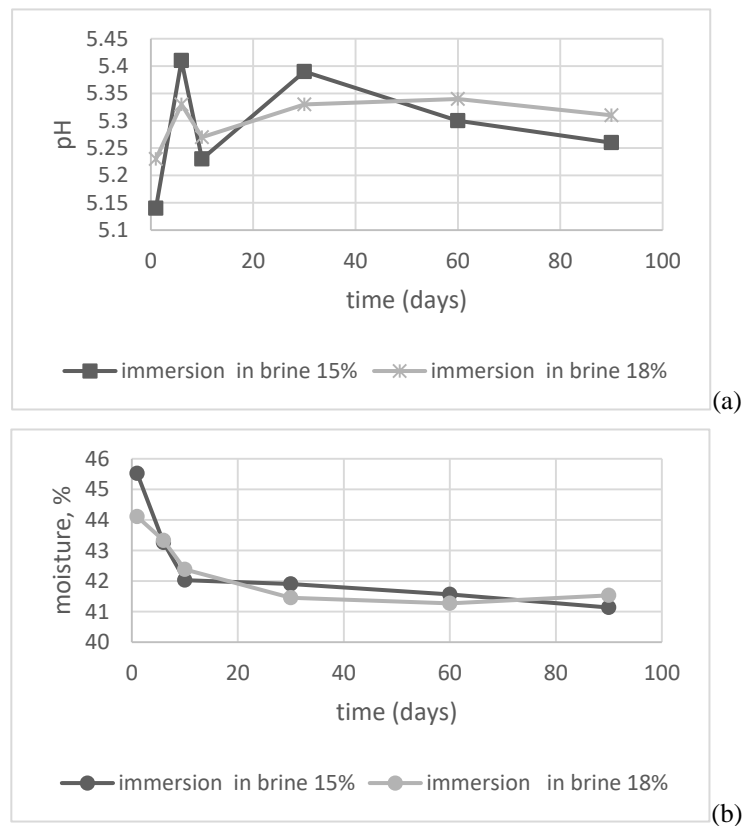 5.45
5.4
5.35
5.3
5.25
5.2
5.15
5.1
pH
0 20 40 60 80 100
time (days)
immersion in brine 15% immersion in brine 18%
(a)
46
45
44
43
42
41
40
moisture, %
0 20 40 60 80 100
time (days)
immersion in brine 15% immersion in brine 18%
(b)